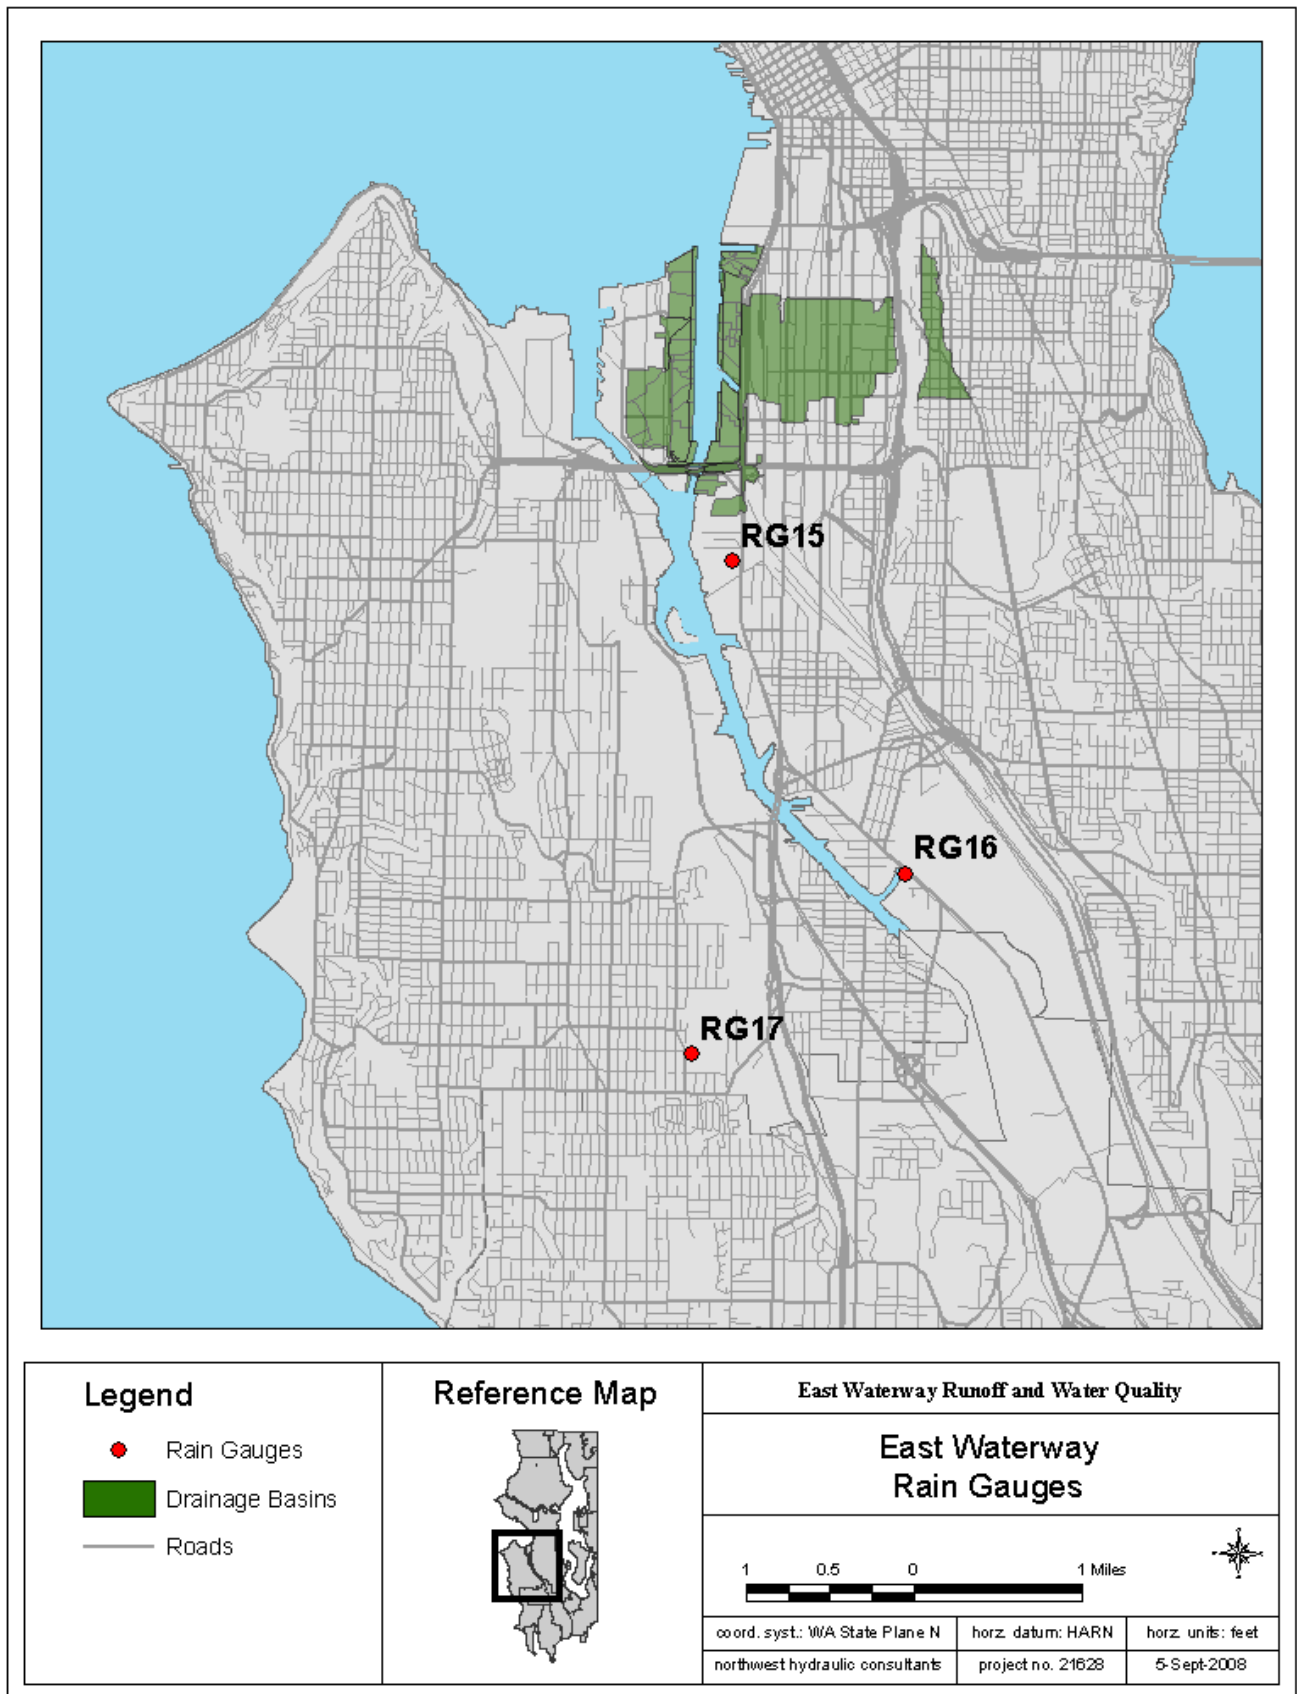 RG15
RG16
RG17
Legend
Rain Gauges
Drainage Basins
Roads
Reference Map
East Waterway Runoff and Water Quality
East Waterway
Rain Gauges
1 0.5 0 1 Miles
coord. syst.: WA State Plane N horz. datum: HARN horz. units: feet
northwest hydraulic consultants project no. 21628 5-Sept-2008